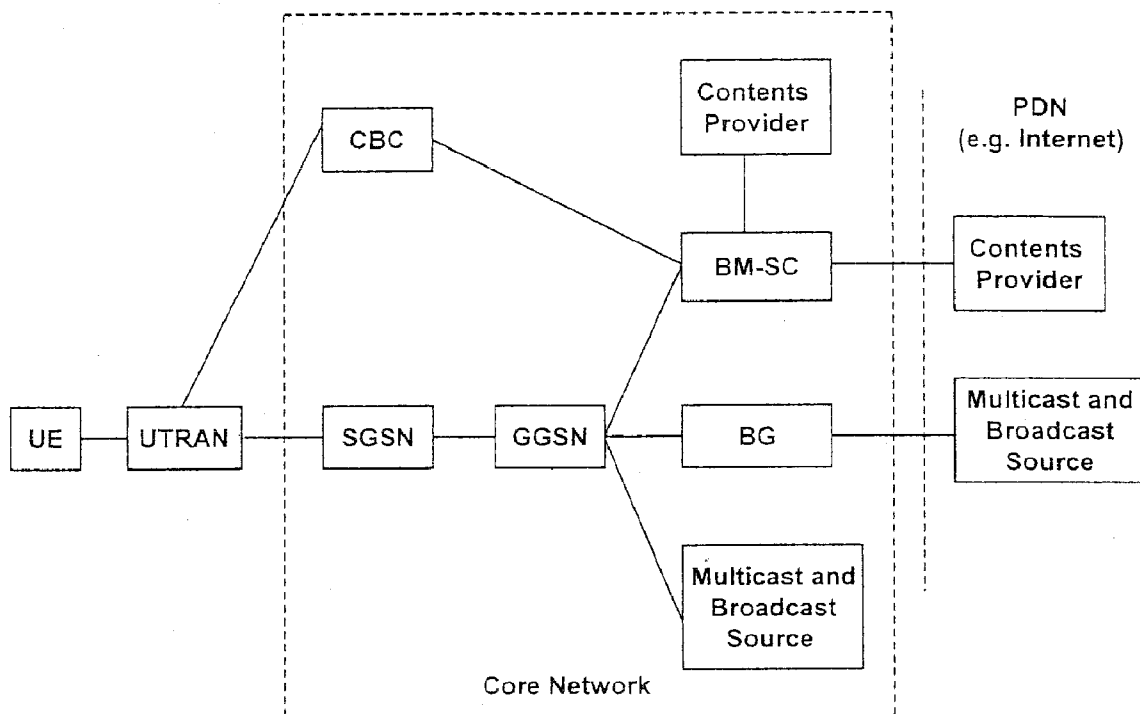 Contents
Provider
PDN
(e.g. Internet)
CBC
BM-SC
Contents
Provider
UE
UTRAN
SGSN
GGSN
BG
Multicast and
Broadcast
Source
Multicast and
Broadcast
Source
Core Network